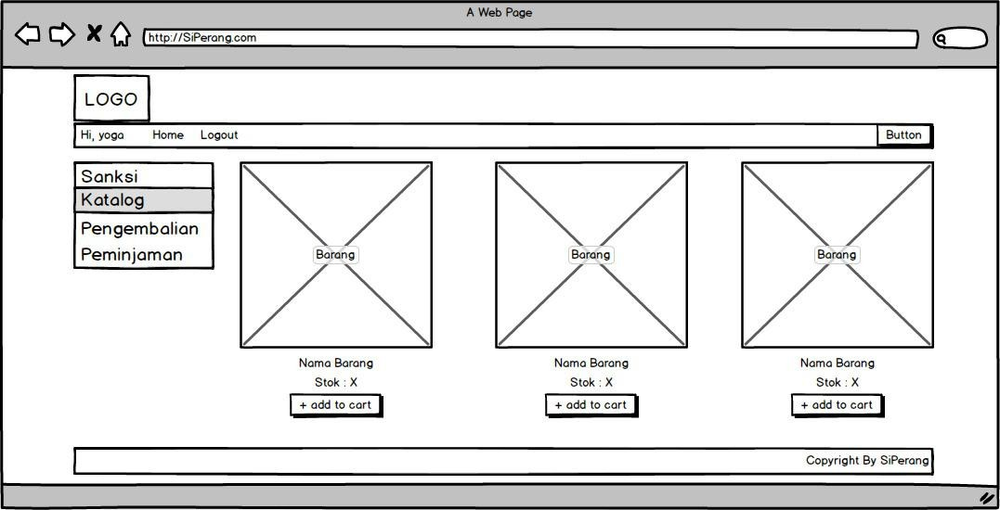 A Web Page
http://SiPerang.com
LOGO
Hi, yoga Home Logout Button
Sanksi
Katalog
Pengembalian
Peminjaman
Barang Barang Barang
Nama Barang Nama Barang Nama Barang
Stok : X Stok : X Stok : X
+ add to cart + add to cart + add to cart
Copyright By SiPerang